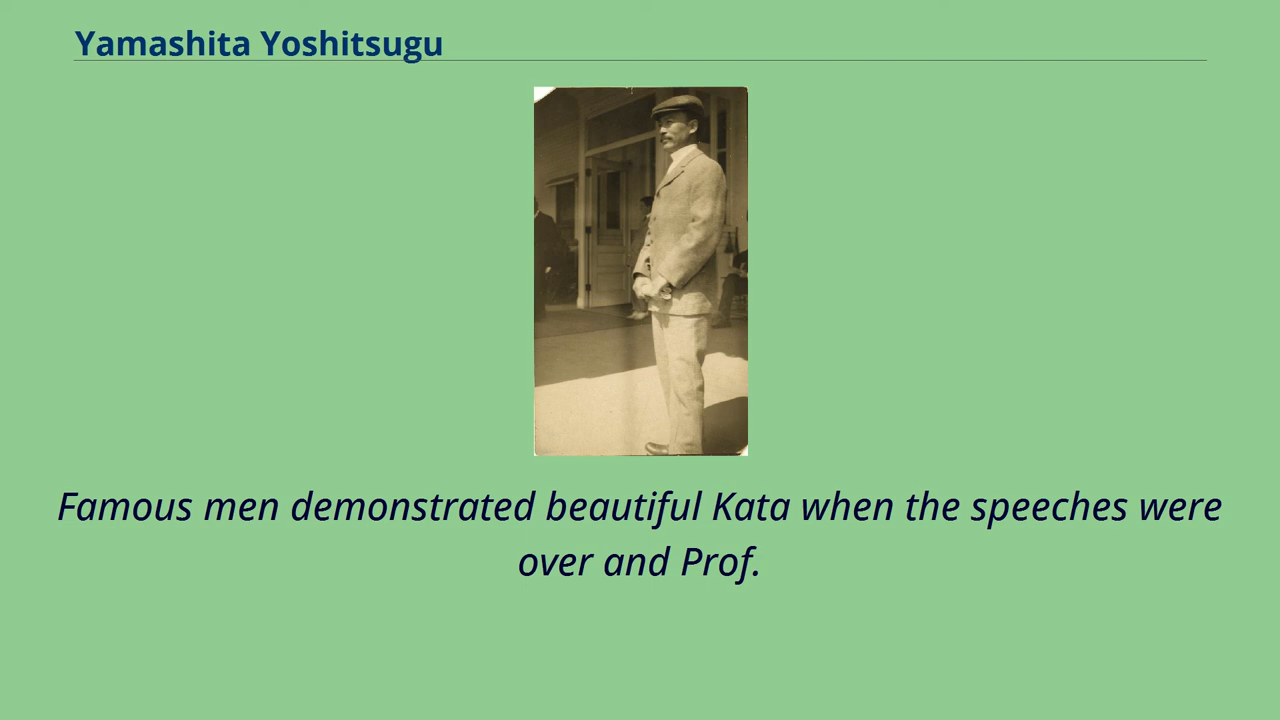 Yamashita Yoshitsugu
Famous men demonstrated beautiful Kata when the speeches were
over and Prof.